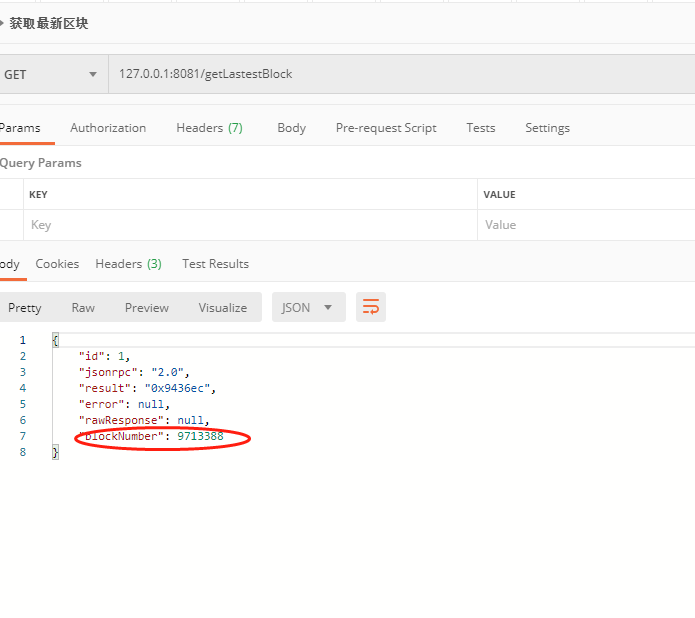 获取最新区块
GET 127.0.0.1:8081/getLastestBlock
Params Authorization Headers (7) Body Pre-request Script Tests Settings
Query Params
KEY VALUE
Key Value
ody Cookies Headers (3) Test Results
Pretty Raw Preview Visualize JSON
1 {
2 "id": 1,
3 "jsonrpc": "2.0",
4 "result": "0x9436ec",
5 "error": null,
6 "rawResponse": null,
7 "blockNumber": 9713388
8 }